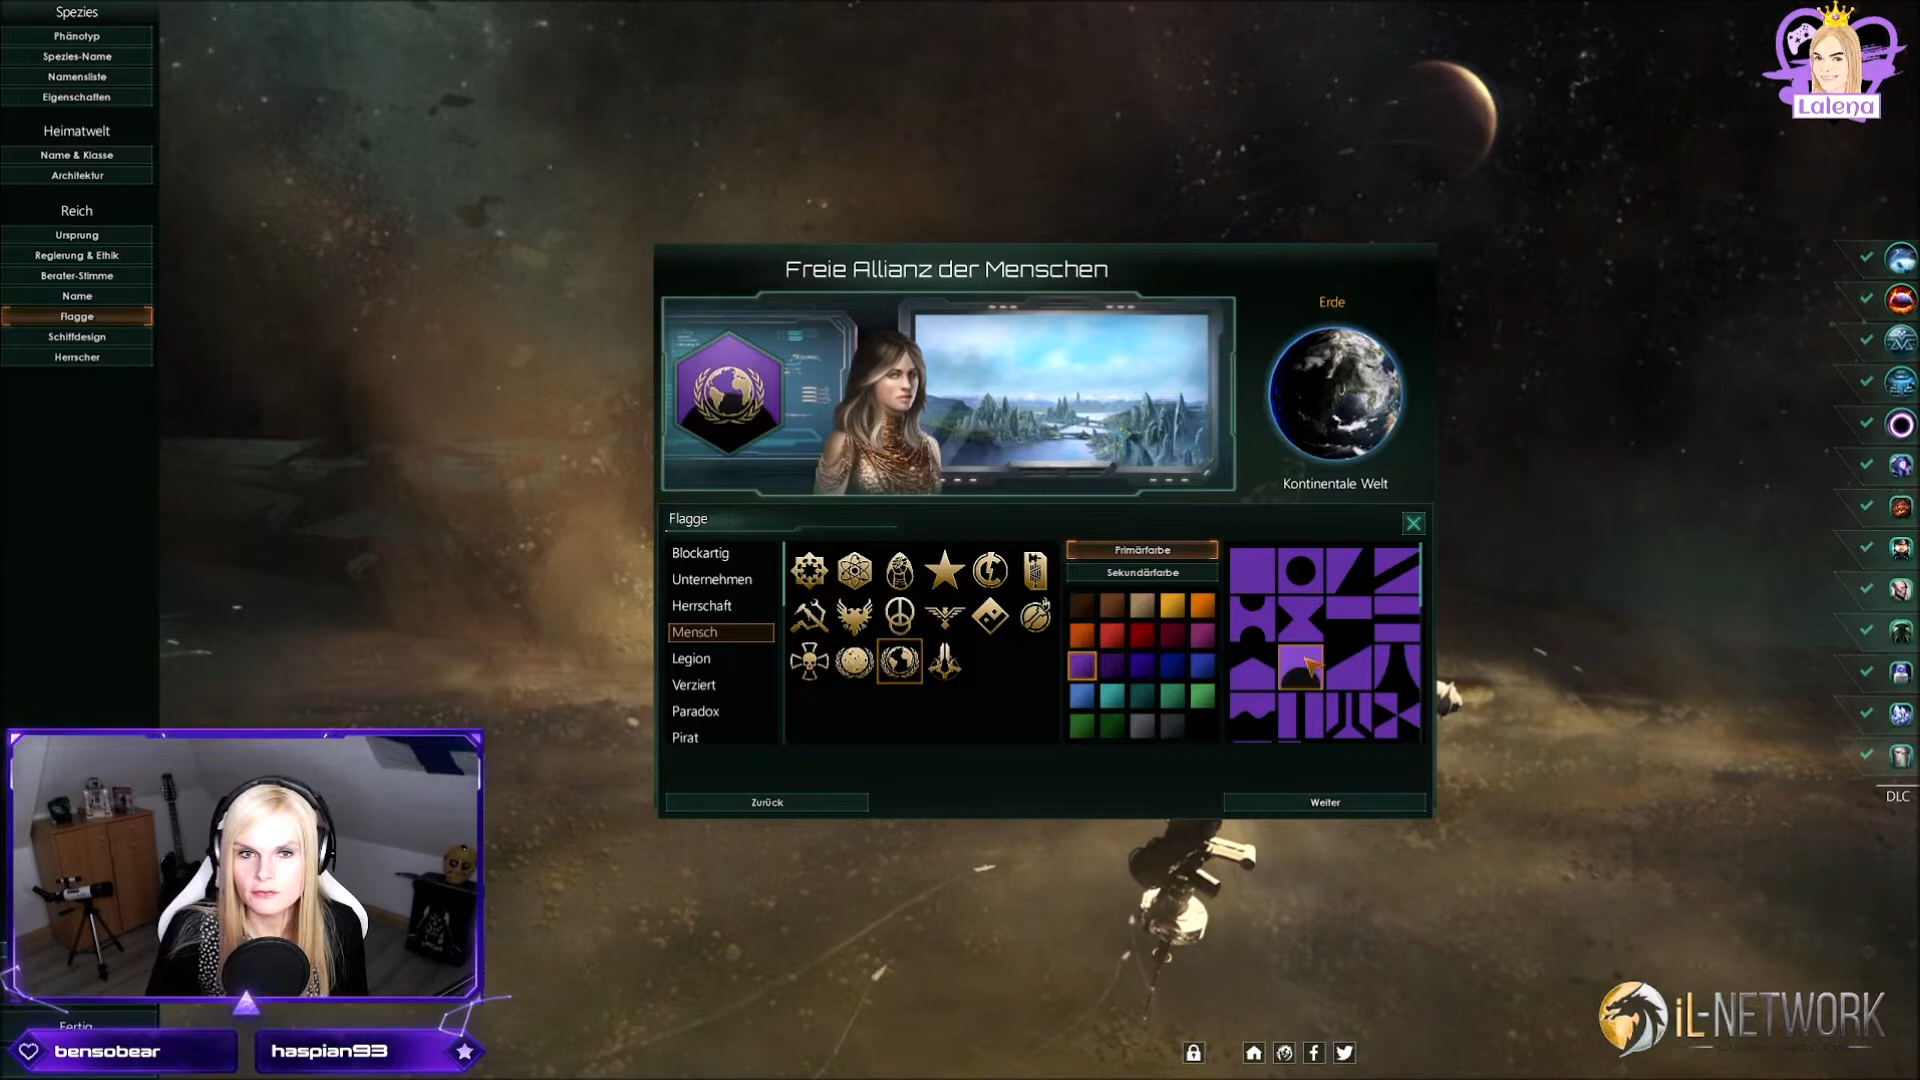 Spezies
Phänotyp
Spezies-Name
Namensliste
Eigenschaften
Heimatwelt
Name & Klasse
Architektur
Reich
Ursprung
Regierung & Ethik
Berater-Stimme
Name
Flagge
Schiffdesign
Herrscher
Fertig
Lalena
Freie Allianz der Menschen
Erde
Kontinentale Welt
Flagge
Blockartig
Unternehmen
Herrschaft
Mensch
Legion
Verziert
Paradox
Pirat
Primärfarbe
Sekundärfarbe
Zurück
Weiter
DLC
bensobear
haspian93
iL-NETWORK